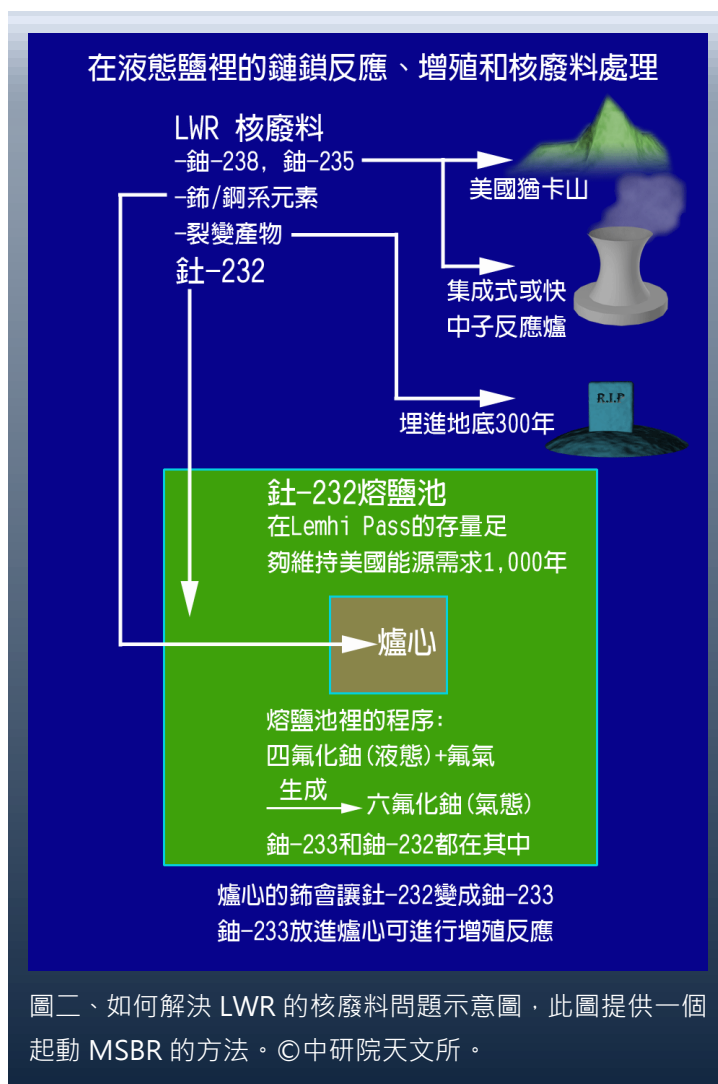 在液態鹽裡的鏈鎖反應、增殖和核廢料處理
LWR 核廢料
-鈾-238, 鈾-235
-鈽/錒系元素
-裂變產物
釷-232
美國猶卡山
集成式或快
中子反應爐
R.I.P
埋進地底300年
釷-232熔鹽池
在Lemhi Pass的存量足
夠維持美國能源需求1,000年
爐心
熔鹽池裡的程序:
四氟化鈾(液態)+氟氣
生成
六氟化鈾(氣態)
鈾-233和鈾-232都在其中
爐心的鈽會讓釷-232變成鈾-233
鈾-233放進爐心可進行增殖反應
圖二、如何解決 LWR 的核廢料問題示意圖，此圖提供一個
起動 MSBR 的方法。©中研院天文所。